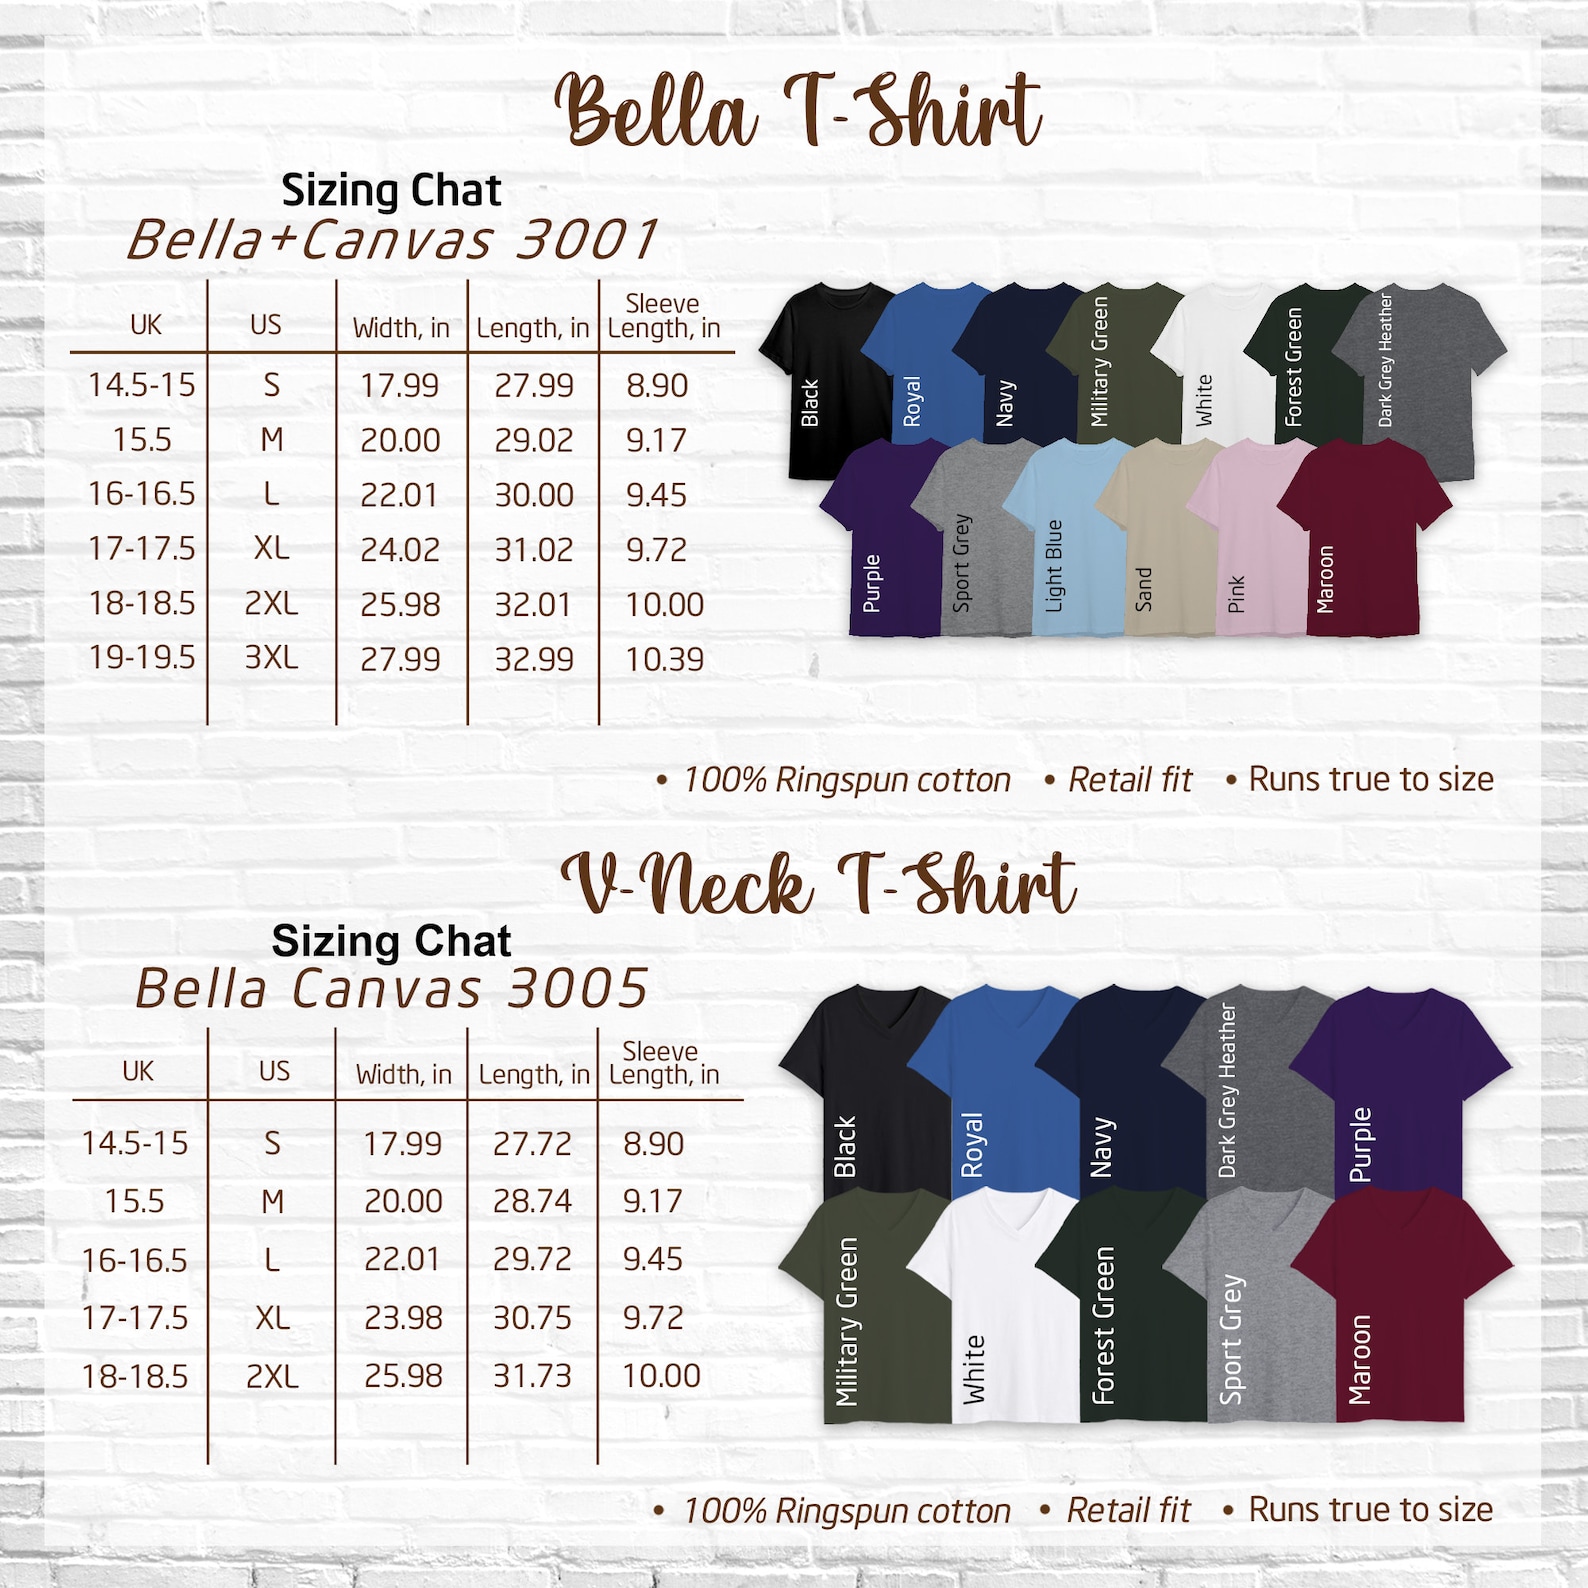 Bella T-Shirt
Sizing Chat
Bella+Canvas 3001
UK US Width, in Length, in Sleeve Length, in
14.5-15 S 17.99 27.99 8.90
15.5 M 20.00 29.02 9.17
16-16.5 L 22.01 30.00 9.45
17-17.5 XL 24.02 31.02 9.72
18-18.5 2XL 25.98 32.01 10.00
19-19.5 3XL 27.99 32.99 10.39
Black
Royal
Navy
Military Green
White
Forest Green
Dark Grey Heather
Purple
Sport Grey
Light Blue
Sand
Pink
Maroon
• 100% Ringspun cotton • Retail fit • Runs true to size
V-Neck T-Shirt
Sizing Chat
Bella Canvas 3005
UK US Width, in Length, in Sleeve Length, in
14.5-15 S 17.99 27.72 8.90
15.5 M 20.00 28.74 9.17
16-16.5 L 22.01 29.72 9.45
17-17.5 XL 23.98 30.75 9.72
18-18.5 2XL 25.98 31.73 10.00
Black
Royal
Navy
Dark Grey Heather
Purple
Military Green
White
Forest Green
Sport Grey
Maroon
• 100% Ringspun cotton • Retail fit • Runs true to size